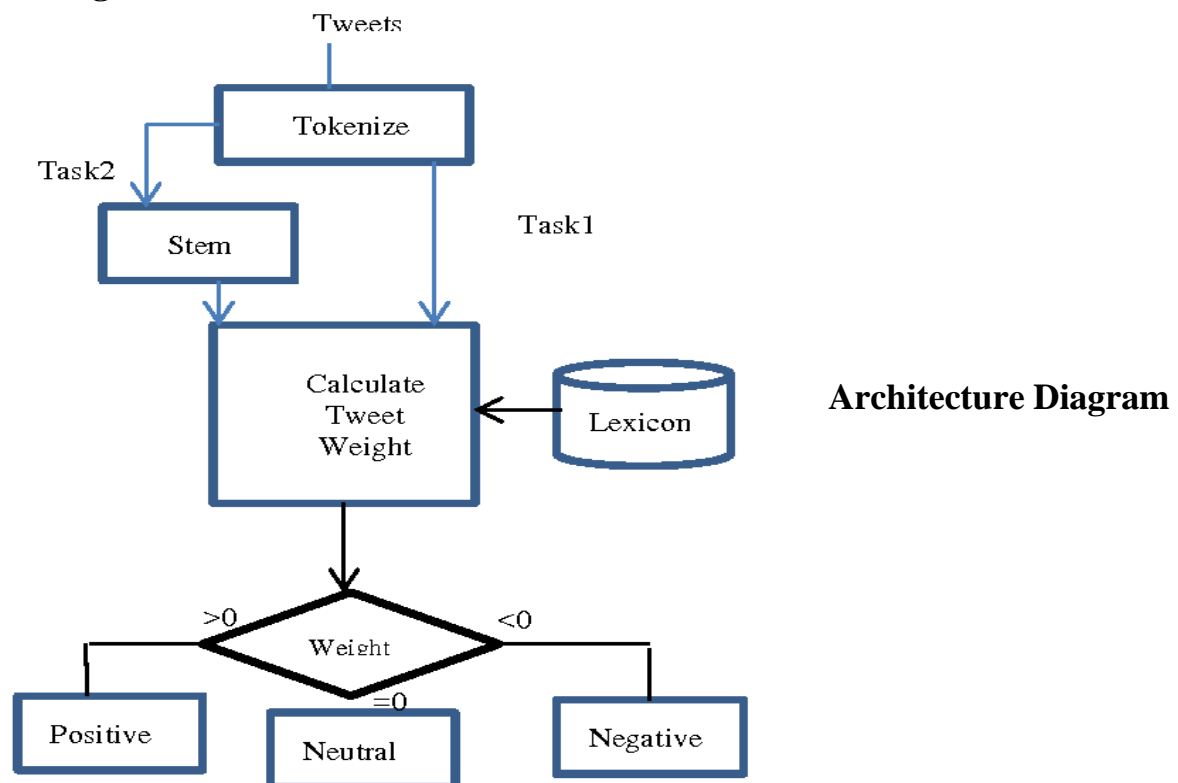 Tweets
Tokenize
Task2
Task1
Stem
Calculate
Tweet
Weight
Lexicon
Architecture Diagram
>0
<0
Weight
=0
Positive
Neutral
Negative